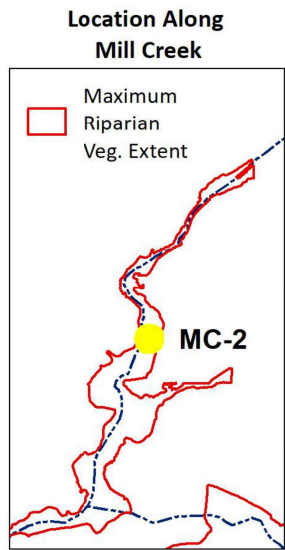 Location Along
Mill Creek
Maximum
Riparian
Veg. Extent
MC-2